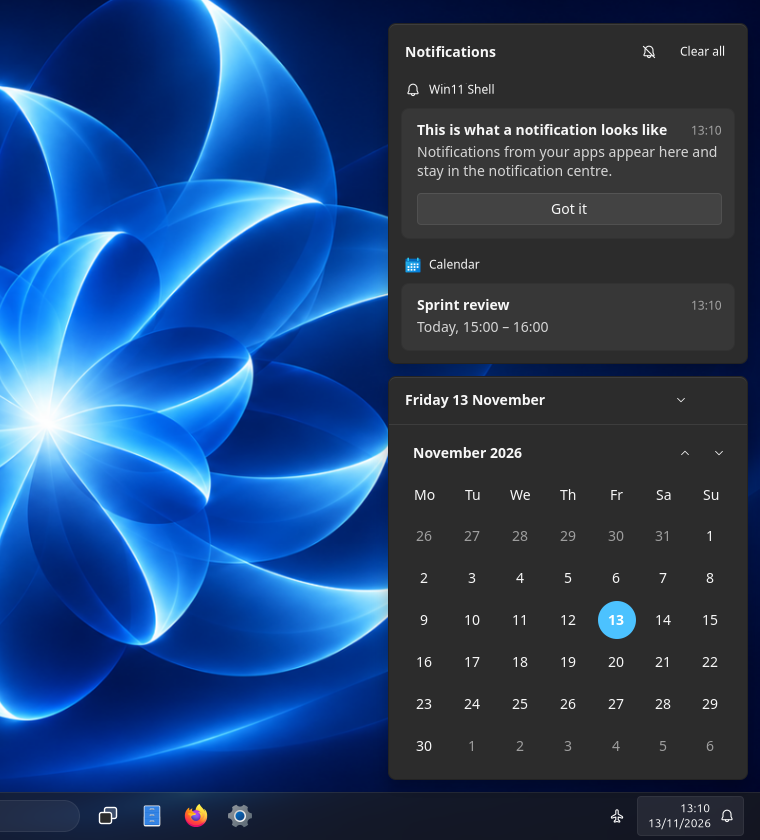 Notifications Clear all
Win11 Shell
This is what a notification looks like 13:10
Notifications from your apps appear here and
stay in the notification centre.
Got it
Calendar
Sprint review 13:10
Today, 15:00 – 16:00
Friday 13 November
November 2026
Mo Tu We Th Fr Sa Su
26 27 28 29 30 31 1
2 3 4 5 6 7 8
9 10 11 12 13 14 15
16 17 18 19 20 21 22
23 24 25 26 27 28 29
30 1 2 3 4 5 6
13:10
13/11/2026